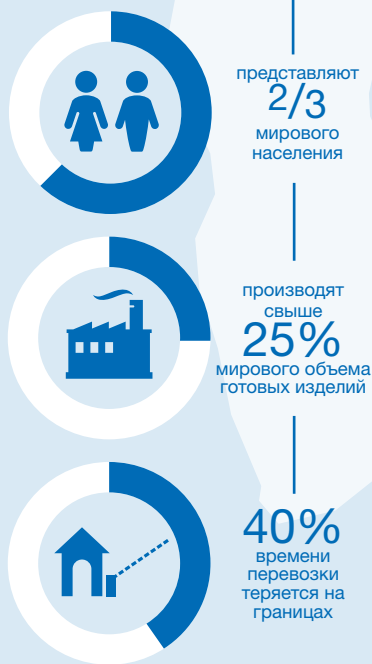 представляют
2/3
мирового
населения
производят
свыше
25%
мирового объема
готовых изделий
40%
времени
перевозки
теряется на
границах